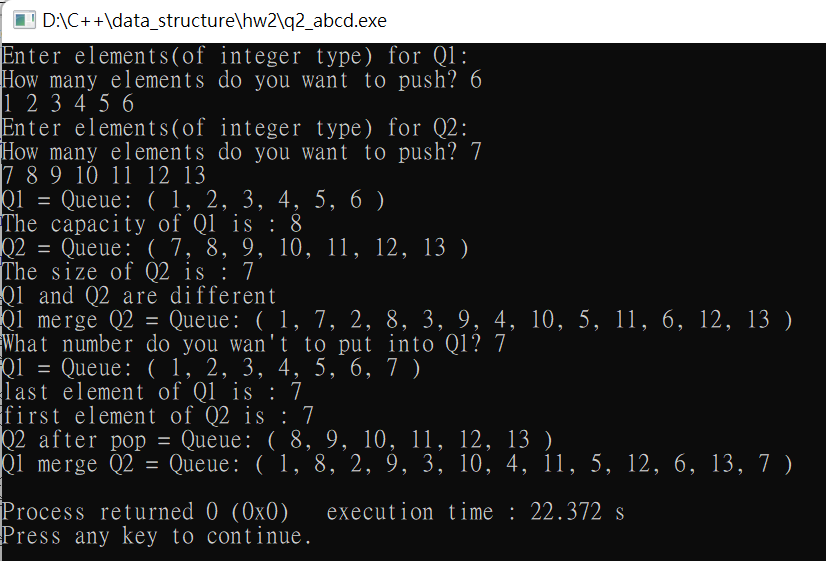 D:\C++\data_structure\hw2\q2_abcd.exe
Enter elements(of integer type) for Q1:
How many elements do you want to push? 6
1 2 3 4 5 6
Enter elements(of integer type) for Q2:
How many elements do you want to push? 7
7 8 9 10 11 12 13
Q1 = Queue: ( 1, 2, 3, 4, 5, 6 )
The capacity of Q1 is : 8
Q2 = Queue: ( 7, 8, 9, 10, 11, 12, 13 )
The size of Q2 is : 7
Q1 and Q2 are different
Q1 merge Q2 = Queue: ( 1, 7, 2, 8, 3, 9, 4, 10, 5, 11, 6, 12, 13 )
What number do you wan't to put into Q1? 7
Q1 = Queue: ( 1, 2, 3, 4, 5, 6, 7 )
last element of Q1 is : 7
first element of Q2 is : 7
Q2 after pop = Queue: ( 8, 9, 10, 11, 12, 13 )
Q1 merge Q2 = Queue: ( 1, 8, 2, 9, 3, 10, 4, 11, 5, 12, 6, 13, 7 )
Process returned 0 (0x0)   execution time : 22.372 s
Press any key to continue.